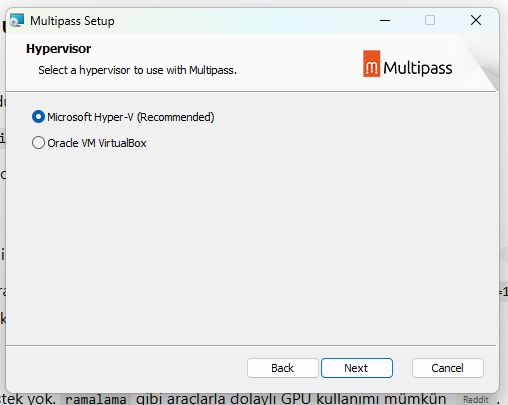 Multipass Setup
Hypervisor
Select a hypervisor to use with Multipass.
Multipass
Microsoft Hyper-V (Recommended)
Oracle VM VirtualBox
Back
Next
Cancel
tek yok. ramalama gibi araçlarla dolaylı GPU kullanımı mümkün Reddit .